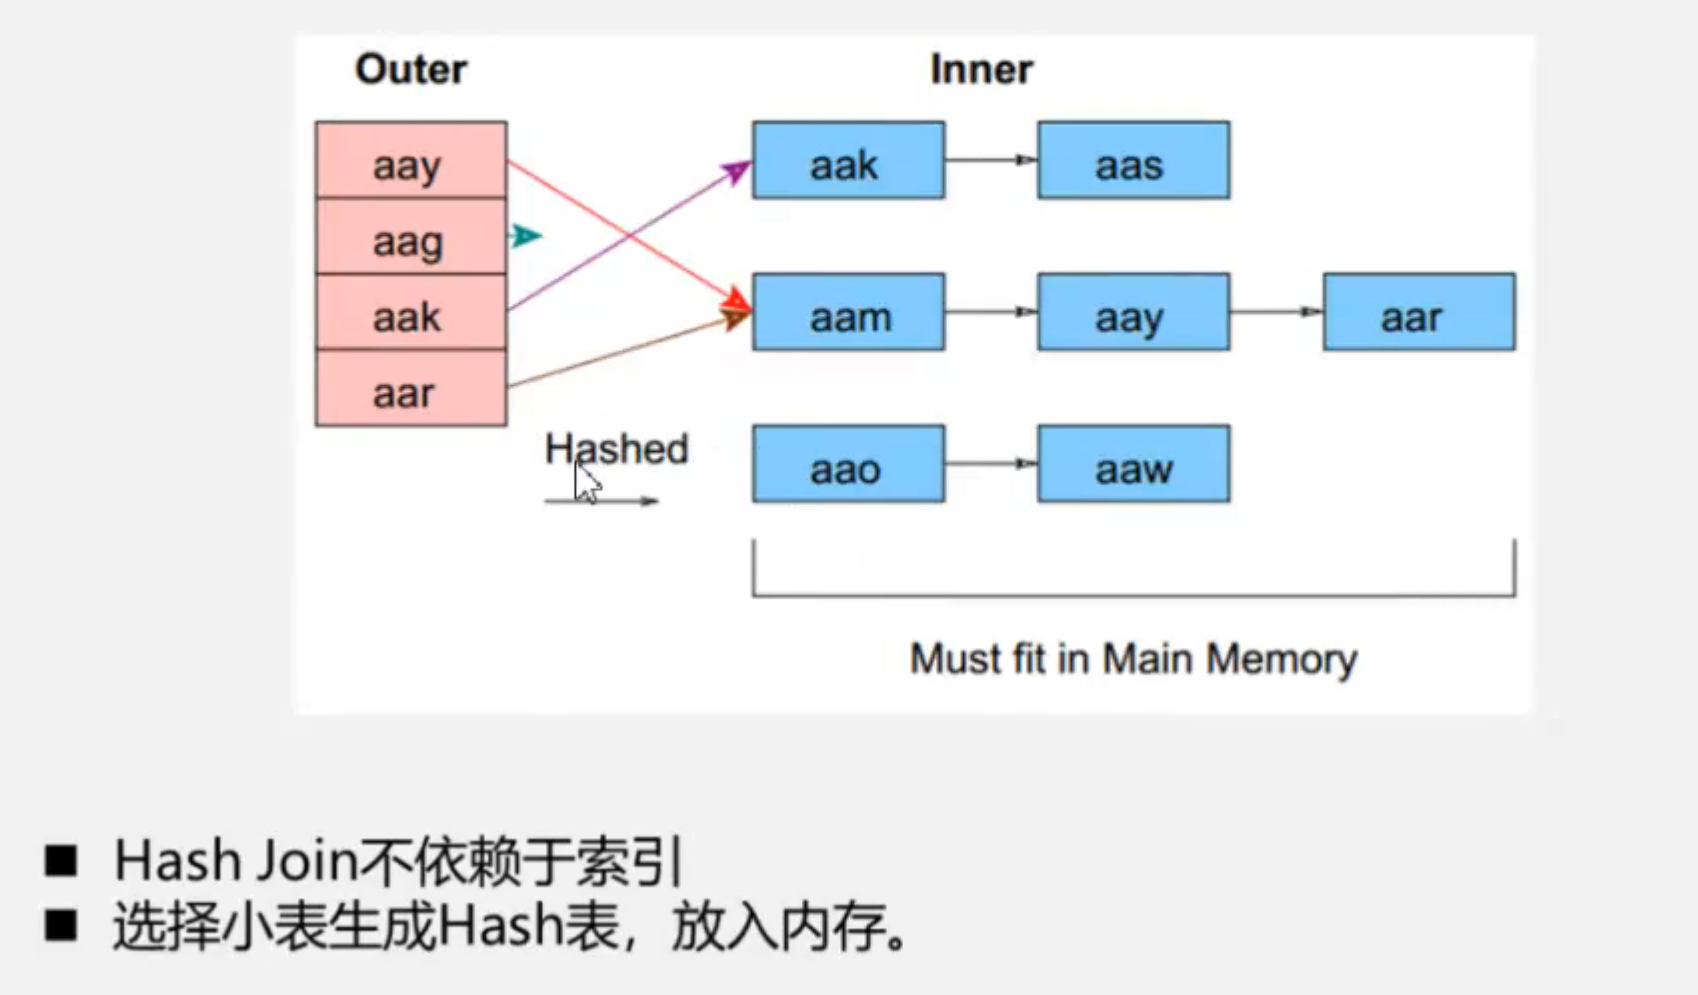 Outer Inner
aay aak aas
aag
aak aam aay aar
aar
Hashed
aao aaw
Must fit in Main Memory
■ Hash Join不依赖于索引
■ 选择小表生成Hash表，放入内存。